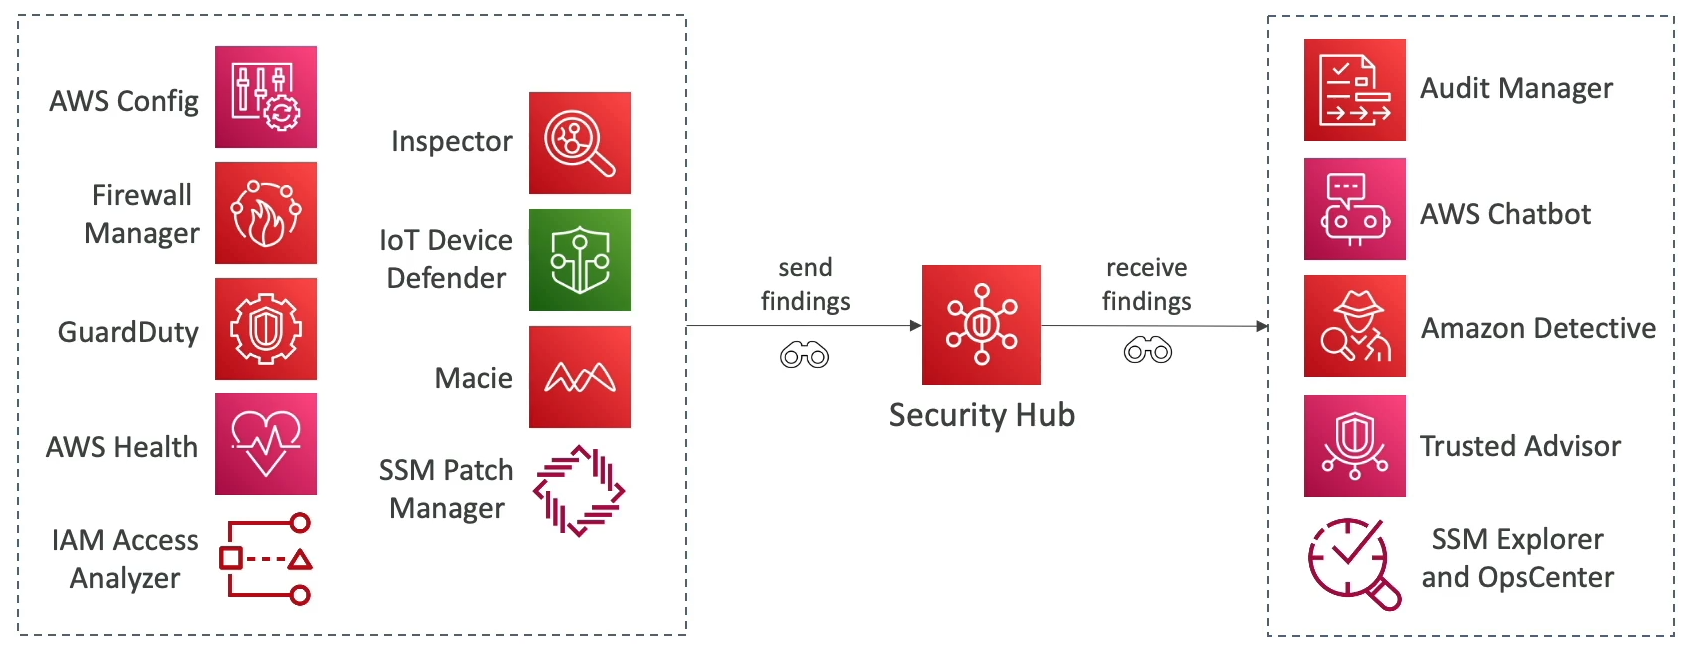 AWS Config
Firewall
Manager
GuardDuty
AWS Health
IAM Access
Analyzer
Inspector
IoT Device
Defender
Macie
SSM Patch
Manager
send
findings
Security Hub
receive
findings
Audit Manager
AWS Chatbot
Amazon Detective
Trusted Advisor
SSM Explorer
and OpsCenter